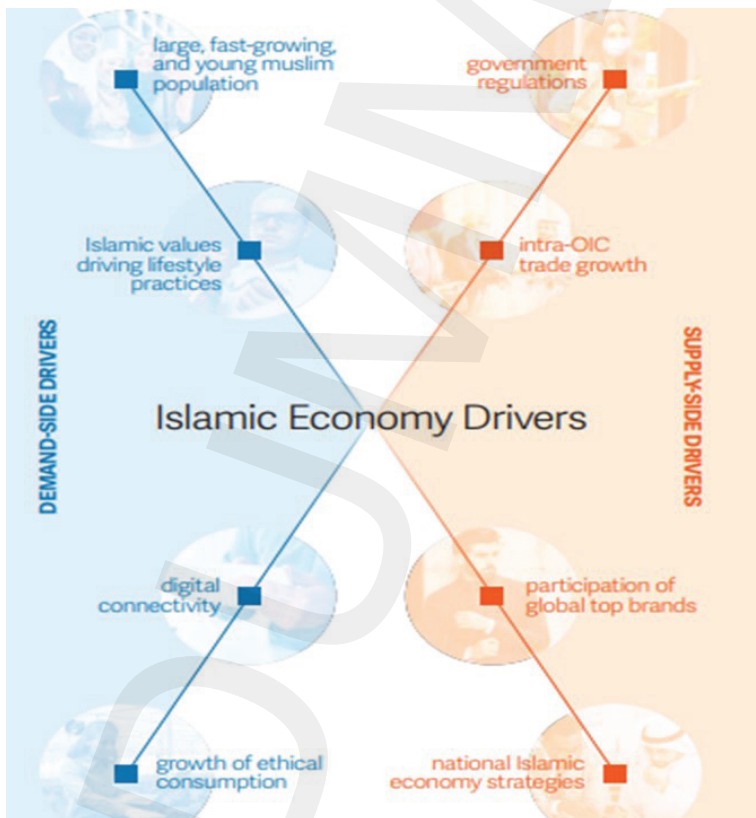 large, fast-growing,
and young muslim
population
government
regulations
Islamic values
driving lifestyle
practices
intra-OIC
trade growth
DEMAND-SIDE DRIVERS
SUPPLY-SIDE DRIVERS
Islamic Economy Drivers
digital
connectivity
participation of
global top brands
growth of ethical
consumption
national Islamic
economy strategies